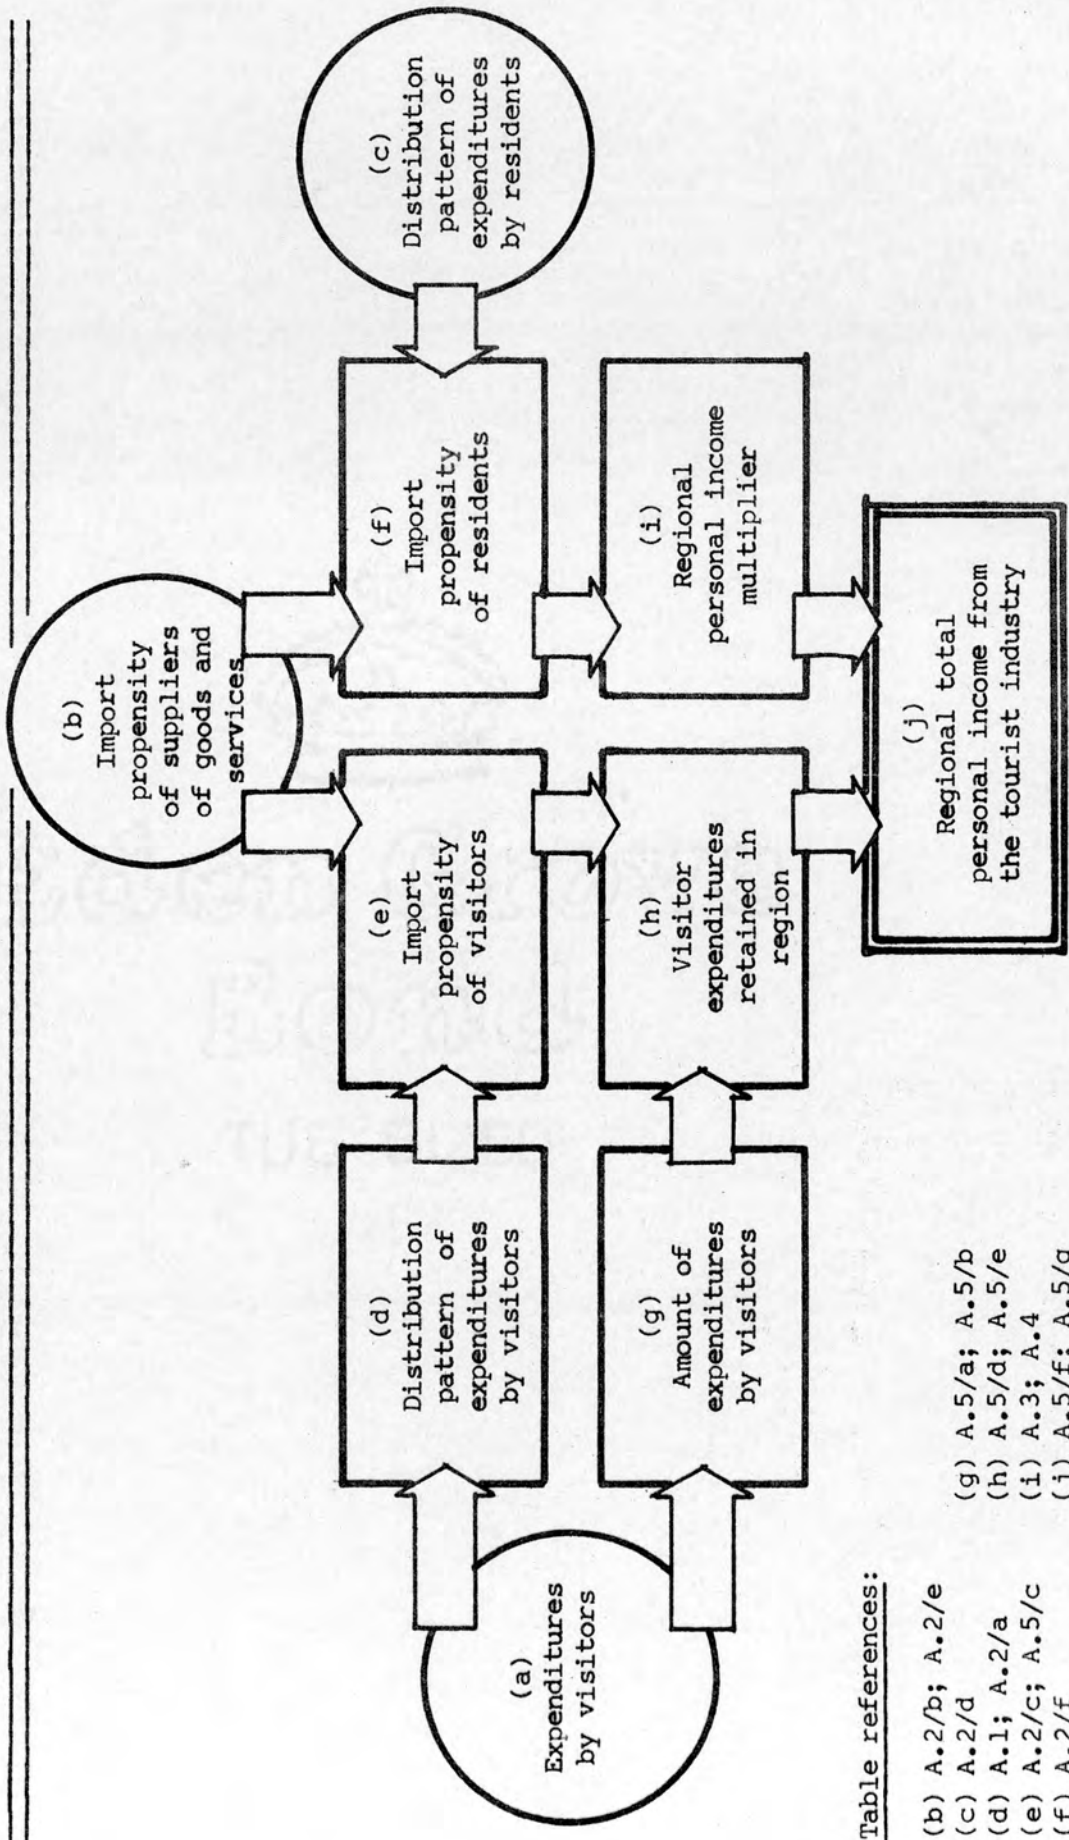 (b)
Import
propensity
of suppliers
of goods and
services
(c)
Distribution
pattern of
expenditures
by residents
(a)
Expenditures
by visitors
(d)
Distribution
pattern of
expenditures
by visitors
(e)
Import
propensity
of visitors
(f)
Import
propensity
of residents
(g)
Amount of
expenditures
by visitors
(h)
Visitor
expenditures
retained in
region
(i)
Regional
personal income
multiplier
(j)
Regional total
personal income from
the tourist industry
Table references:
(b) A.2/b; A.2/e
(c) A.2/d
(d) A.1; A.2/a
(e) A.2/c; A.5/c
(f) A.2/f
(g) A.5/a; A.5/b
(h) A.5/d; A.5/e
(i) A.3; A.4
(j) A.5/f; A.5/g